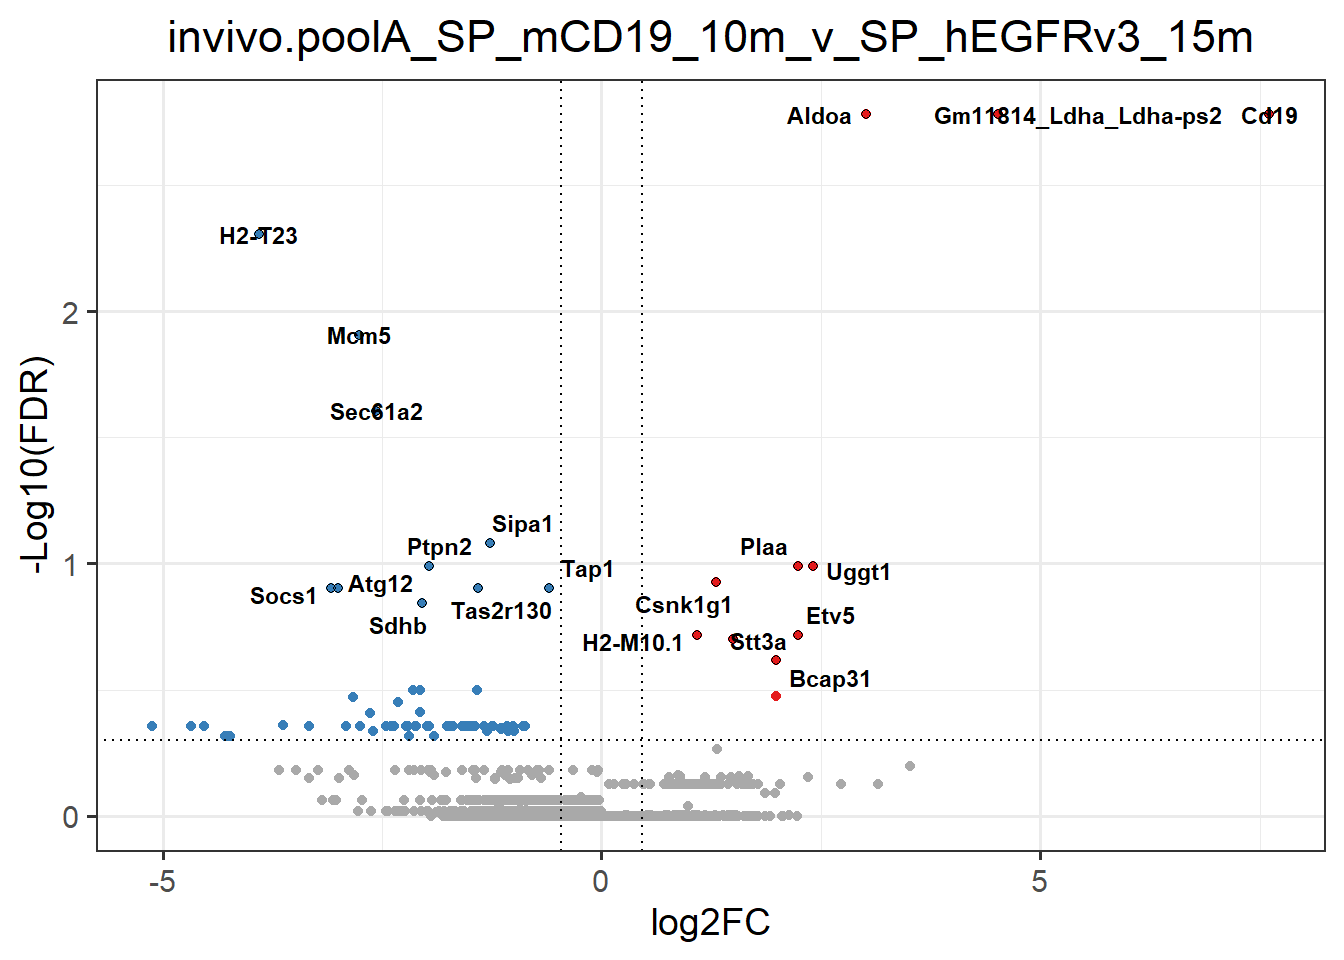 invivo.poolA_SP_mCD19_10m_v_SP_hEGFRv3_15m
Aldoa
Gm11814_Ldha_Ldha-ps2
Cd19
H2-T23
Mcm5
Sec61a2
Sipa1
Ptpn2
Plaa
Tap1
Uggt1
Atg12
Socs1
Csnk1g1
Tas2r130
Etv5
Sdhb
H2-M10.1
Stt3a
Bcap31
2
1
0
-5
0
5
log2FC
-Log10(FDR)